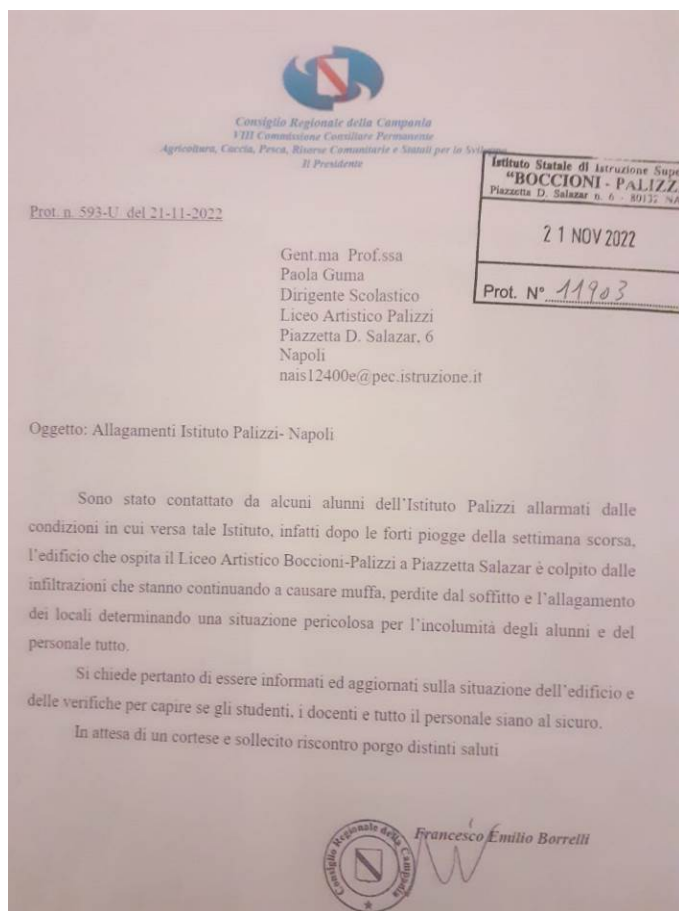 Consiglio Regionale della Campania
VIII Commissione Consiliare Permanente
Agricoltura, Caccia, Pesca, Risorse Comunitarie e Statali per lo
Il Presidente
Istituto Statale di Istruzione Supe
"BOCCIONI - PALIZZ
Piazzetta D. Salazar n. 6 - 80132 NA
21 NOV 2022
Prot. N° 11903
Prot. n. 593-U del 21-11-2022
Gent.ma Prof.ssa
Paola Guma
Dirigente Scolastico
Liceo Artistico Palizzi
Piazzetta D. Salazar, 6
Napoli
nais12400e@pec.istruzione.it
Oggetto: Allagamenti Istituto Palizzi- Napoli
Sono stato contattato da alcuni alunni dell'Istituto Palizzi allarmati dalle
condizioni in cui versa tale Istituto, infatti dopo le forti piogge della settimana scorsa,
l'edificio che ospita il Liceo Artistico Boccioni-Palizzi a Piazzetta Salazar è colpito dalle
infiltrazioni che stanno continuando a causare muffa, perdite dal soffitto e l'allagamento
dei locali determinando una situazione pericolosa per l'incolumità degli alunni e del
personale tutto.
Si chiede pertanto di essere informati ed aggiornati sulla situazione dell'edificio e
delle verifiche per capire se gli studenti, i docenti e tutto il personale siano al sicuro.
In attesa di un cortese e sollecito riscontro porgo distinti saluti
Francesco Emilio Borrelli
Consiglio Regionale della Campania